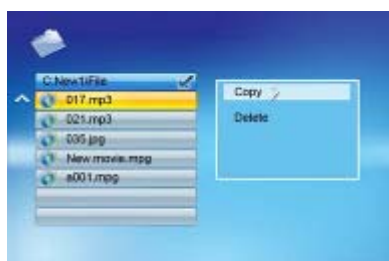 C:New1\File
017.mp3
021.mp3
035.jpg
New movie.mpg
a001.mpg
Copy
Delete